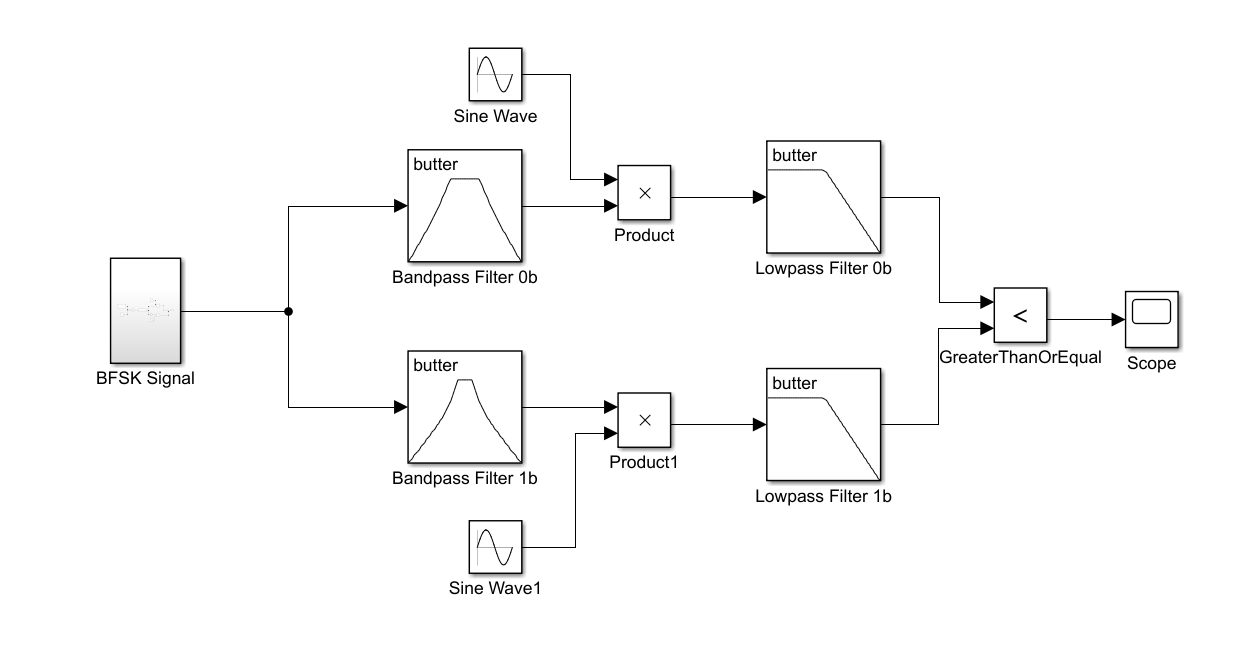 Sine Wave
butter
Bandpass Filter 0b
×
Product
butter
Lowpass Filter 0b
BFSK Signal
<
GreaterThanOrEqual
Scope
butter
Bandpass Filter 1b
×
Product1
butter
Lowpass Filter 1b
Sine Wave1